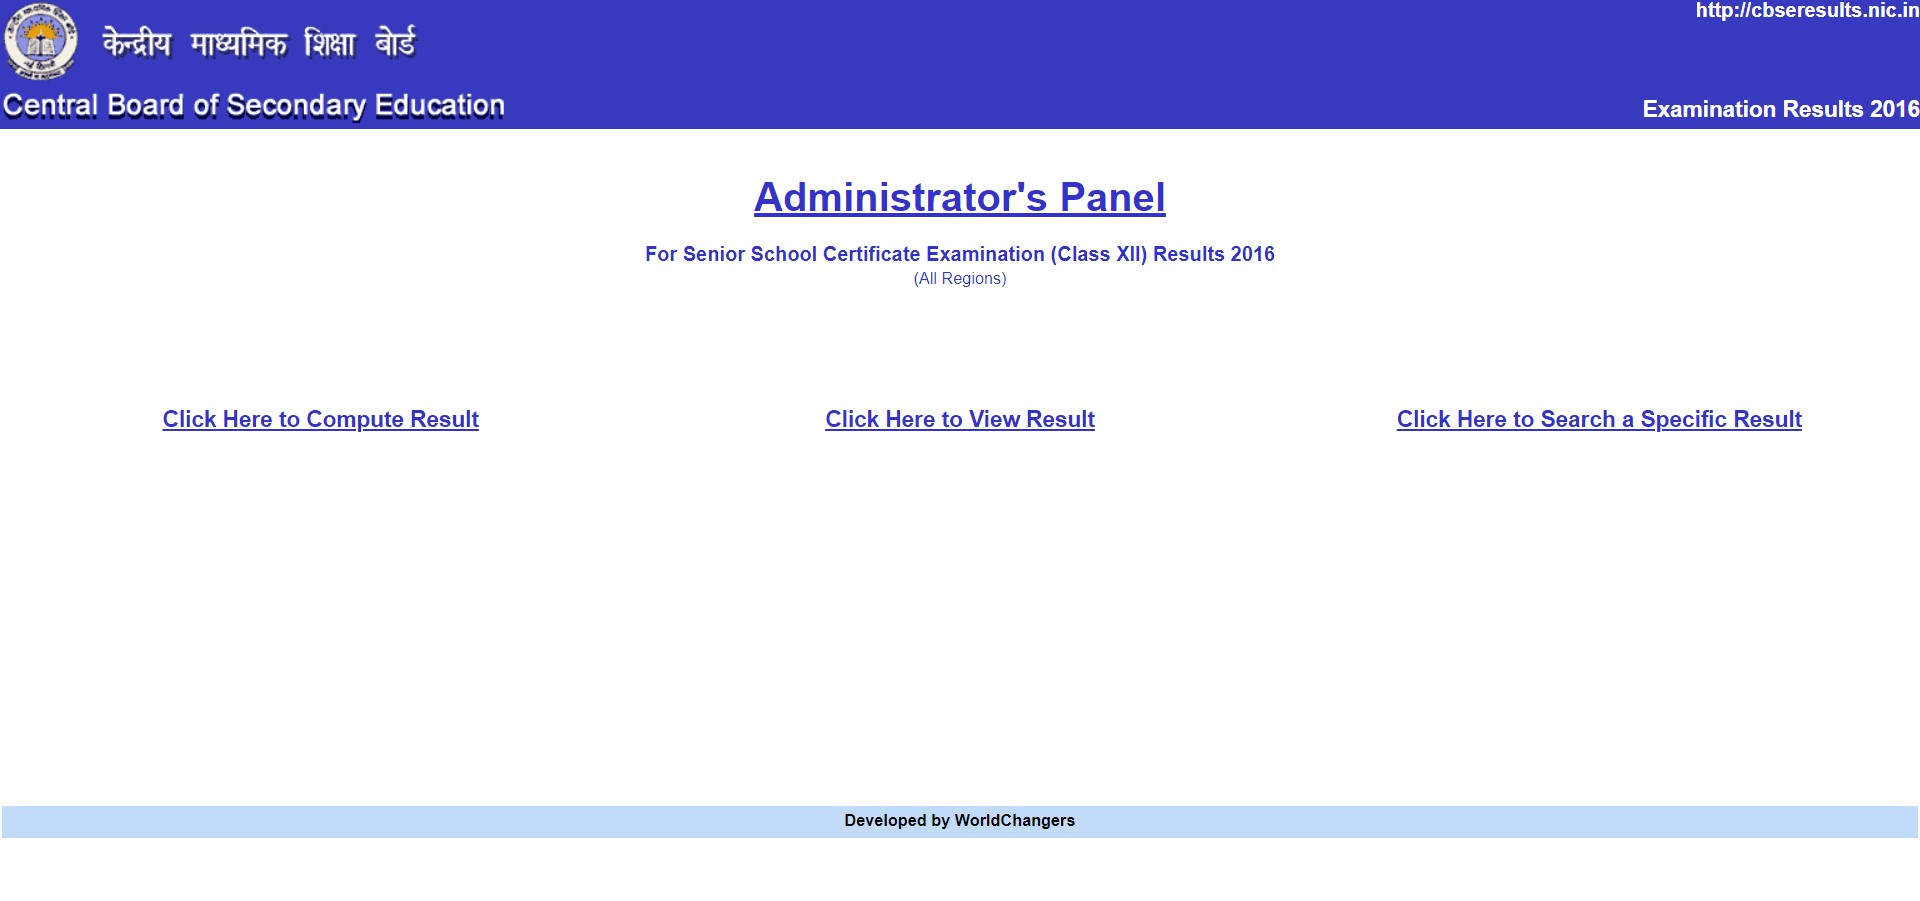 http://cbseresults.nic.in
केन्द्रीय माध्यमिक शिक्षा बोर्ड
Central Board of Secondary Education
Examination Results 2016
Administrator's Panel
For Senior School Certificate Examination (Class XII) Results 2016
(All Regions)
Click Here to Compute Result
Click Here to View Result
Click Here to Search a Specific Result
Developed by WorldChangers